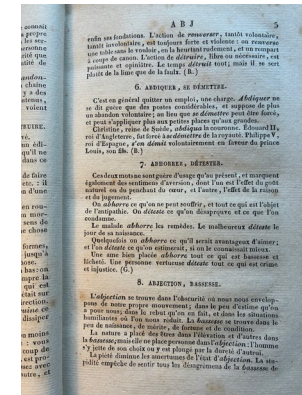 A B J 5
enfin ses fondations. L'action de renverser, tantôt volontaire,
tantôt involontaire, est toujours forte et violente : on renverse
une table sans le vouloir, en la heurtant rudement, et un rempart
à coups de canon. L'action de détruire, libre ou nécessaire, est
puissante et opiniâtre. Le temps détruit tout; mais il se sert
plutôt de la lime que de la faulx. (R.)
6. ABDIQUER, SE DÉMETTRE.
C'est en général quitter un emploi, une charge. Abdiquer ne
se dit guère que des postes considérables, et suppose de plus
un abandon volontaire; au lieu que se démettre peut être forcé,
et peut s'appliquer plus aux petites places qu'aux grandes.
Christine, reine de Suède, abdiqua la couronne. Édouard II,
roi d'Angleterre, fut forcé à se démettre de la royauté. Philippe V,
roi d'Espagne, s'en démit volontairement en faveur du prince
Louis, son fils. (B.)
7. ABHORRER, DÉTESTER.
Ces deux mots ne sont guère d'usage qu'au présent, et marquent
également des sentimens d'aversion, dont l'un est l'effet du goût
naturel ou du penchant du cœur, et l'autre, l'effet de la raison
et du jugement.
On abhorre ce qu'on ne peut souffrir, et tout ce qui est l'objet
de l'antipathie. On déteste ce qu'on désapprouve et ce que l'on
condamne.
Le malade abhorre les remèdes. Le malheureux déteste le
jour de sa naissance.
Quelquefois on abhorre ce qu'il serait avantageux d'aimer;
et l'on déteste ce qu'on estimerait, si on le connaissait mieux.
Une ame bien placée abhorre tout ce qui est bassesse et
lâcheté. Une personne vertueuse déteste tout ce qui est crime
et injustice. (G.)
8. ABJECTION, BASSESSE.
L'abjection se trouve dans l'obscurité où nous nous envelop-
pons de notre propre mouvement; dans le peu d'estime qu'on
a pour nous; dans le rebut qu'on en fait, et dans les situations
humiliantes où l'on nous réduit. La bassesse se trouve dans le
peu de naissance, de mérite, de fortune et de condition.
La nature a placé des êtres dans l'élévation et d'autres dans
la bassesse; mais elle ne place personne dans l'abjection : l'homme
s'y jette de son choix ou y est plongé par la dureté d'autrui.
La piété diminue les amertumes de l'état d'abjection. La stu-
pidité empêche de sentir tous les désagrémens de la bassesse de